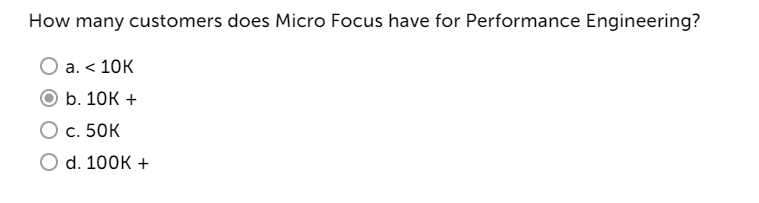 How many customers does Micro Focus have for Performance Engineering?
a. < 10K
b. 10K +
c. 50K
d. 100K +